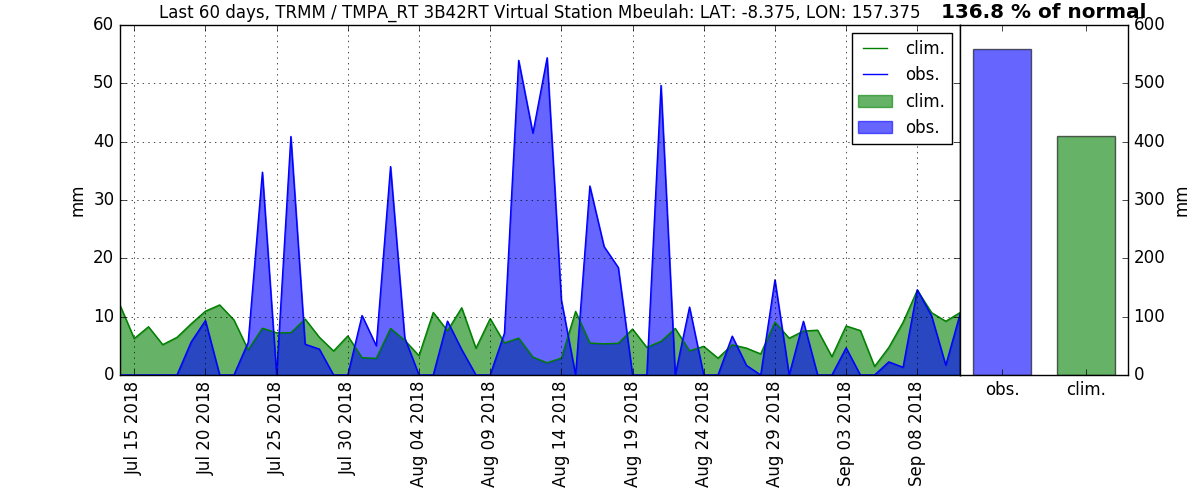 Last 60 days, TRMM / TMPA_RT 3B42RT Virtual Station Mbeulah: LAT: -8.375, LON: 157.375
136.8 % of normal
60
50
40
30
20
10
0
mm
clim.
obs.
clim.
obs.
Jul 15 2018
Jul 20 2018
Jul 25 2018
Jul 30 2018
Aug 04 2018
Aug 09 2018
Aug 14 2018
Aug 19 2018
Aug 24 2018
Aug 29 2018
Sep 03 2018
Sep 08 2018
600
500
400
300
200
100
0
mm
obs.
clim.